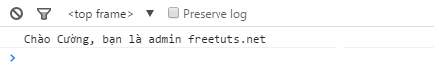 <top frame> ▼ Preserve log
Chào Cường, bạn là admin freetuts.net
>